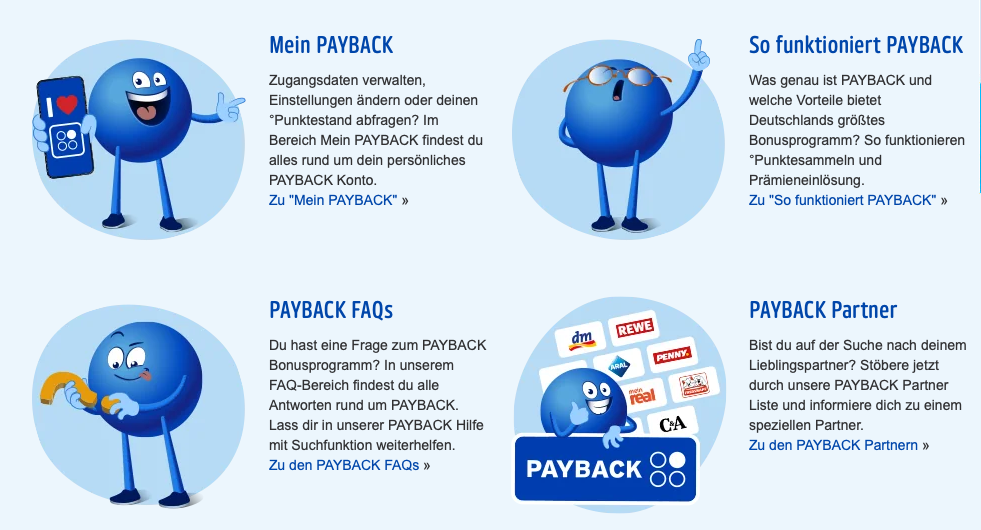 Mein PAYBACK
Zugangsdaten verwalten,
Einstellungen ändern oder deinen
°Punktestand abfragen? Im
Bereich Mein PAYBACK findest du
alles rund um dein persönliches
PAYBACK Konto.
Zu "Mein PAYBACK" »
I
So funktioniert PAYBACK
Was genau ist PAYBACK und
welche Vorteile bietet
Deutschlands größtes
Bonusprogramm? So funktionieren
°Punktesammeln und
Prämieneinlösung.
Zu "So funktioniert PAYBACK" »
PAYBACK FAQs
Du hast eine Frage zum PAYBACK
Bonusprogramm? In unserem
FAQ-Bereich findest du alle
Antworten rund um PAYBACK.
Lass dir in unserer PAYBACK Hilfe
mit Suchfunktion weiterhelfen.
Zu den PAYBACK FAQs »
dm
REWE
ARAL
PENNY.
mein
real
C&A
PAYBACK
PAYBACK Partner
Bist du auf der Suche nach deinem
Lieblingspartner? Stöbere jetzt
durch unsere PAYBACK Partner
Liste und informiere dich zu einem
speziellen Partner.
Zu den PAYBACK Partnern »